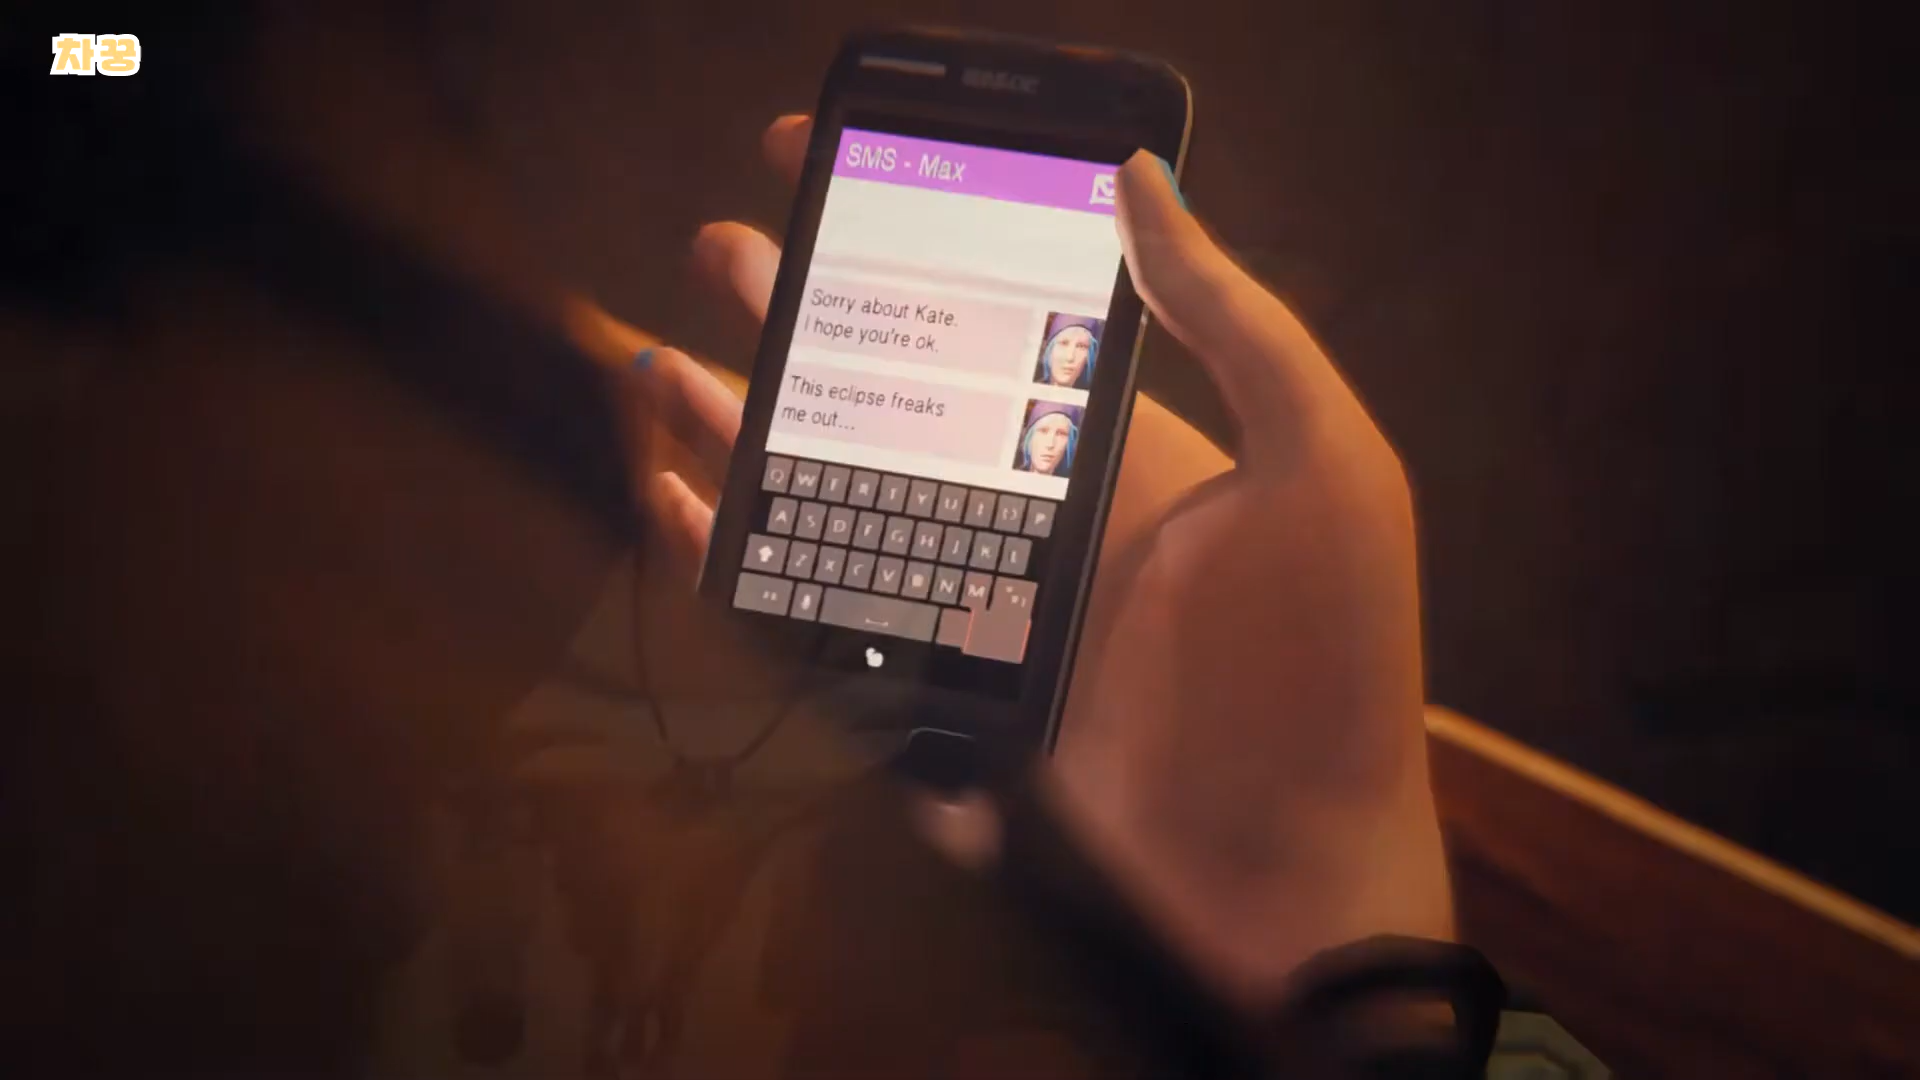 차꿍
SMS - Max
Sorry about Kate.
I hope you're ok.
This eclipse freaks
me out...
Q W E R T Y U I O P
A S D F G H J K L
Z X C V B N M